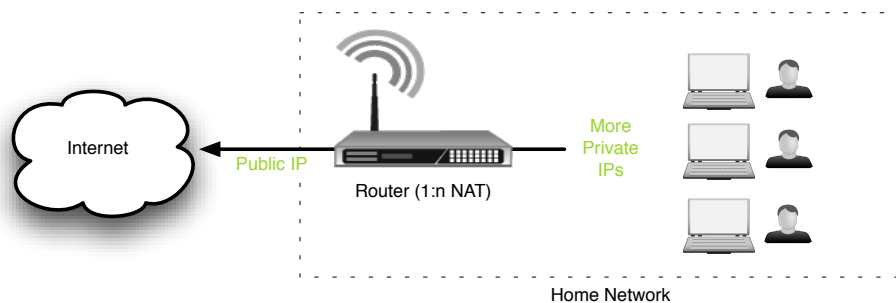 Internet
Public IP
Router (1:n NAT)
More
Private
IPs
Home Network